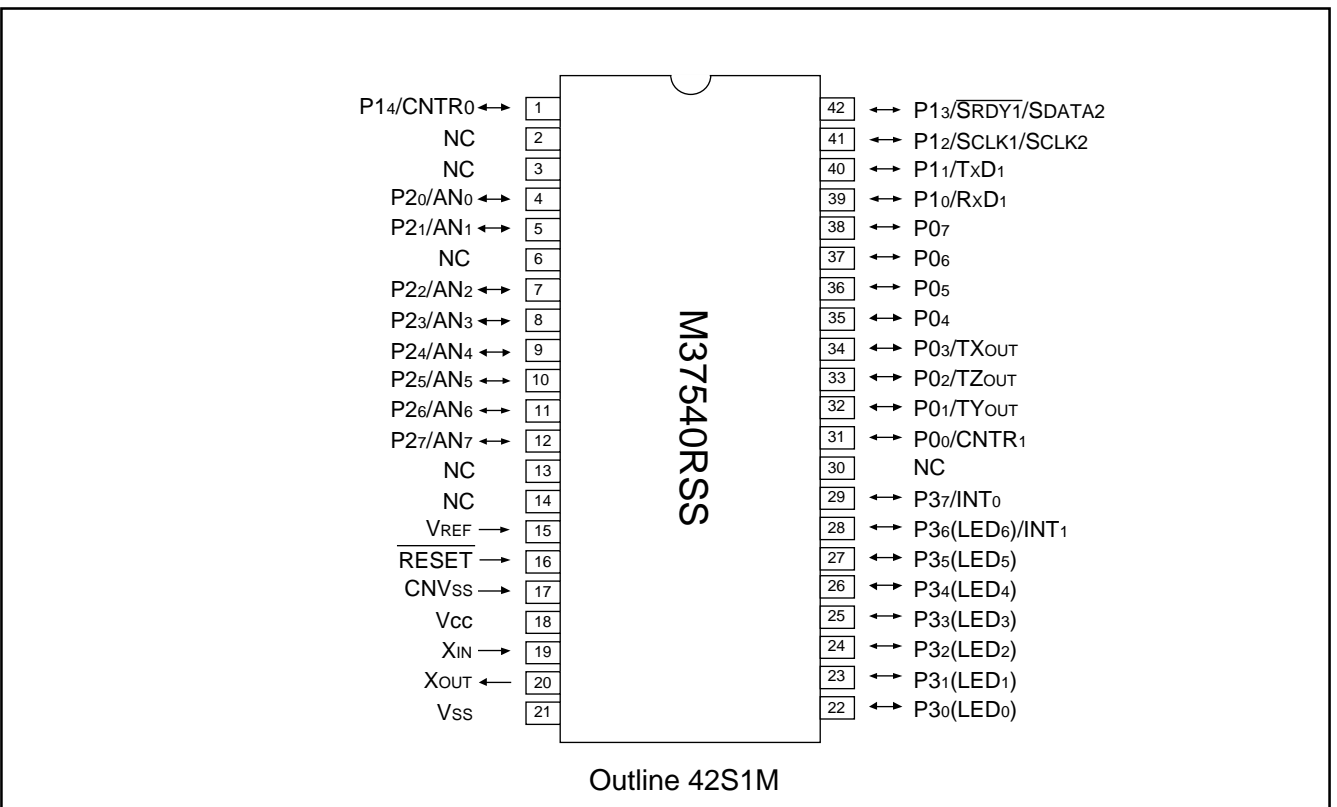 P14/CNTR0 1
NC 2
NC 3
P20/AN0 4
P21/AN1 5
NC 6
P22/AN2 7
P23/AN3 8
P24/AN4 9
P25/AN5 10
P26/AN6 11
P27/AN7 12
NC 13
NC 14
VREF 15
RESET 16
CNVSS 17
Vcc 18
XIN 19
XOUT 20
VSS 21
M37540RSS
42 P13/SRDY1/SDATA2
41 P12/SCLK1/SCLK2
40 P11/TXD1
39 P10/RXD1
38 P07
37 P06
36 P05
35 P04
34 P03/TXOUT
33 P02/TZOUT
32 P01/TYOUT
31 P00/CNTR1
30 NC
29 P37/INT0
28 P36(LED6)/INT1
27 P35(LED5)
26 P34(LED4)
25 P33(LED3)
24 P32(LED2)
23 P31(LED1)
22 P30(LED0)
Outline 42S1M